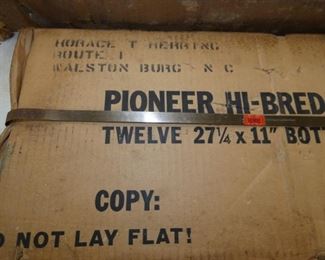 HORACE T HERRING
ROUTE 1
WALSTON BURG N C
PIONEER HI-BRED
TWELVE 27¼ x 11" BOT
COPY:
O NOT LAY FLAT!